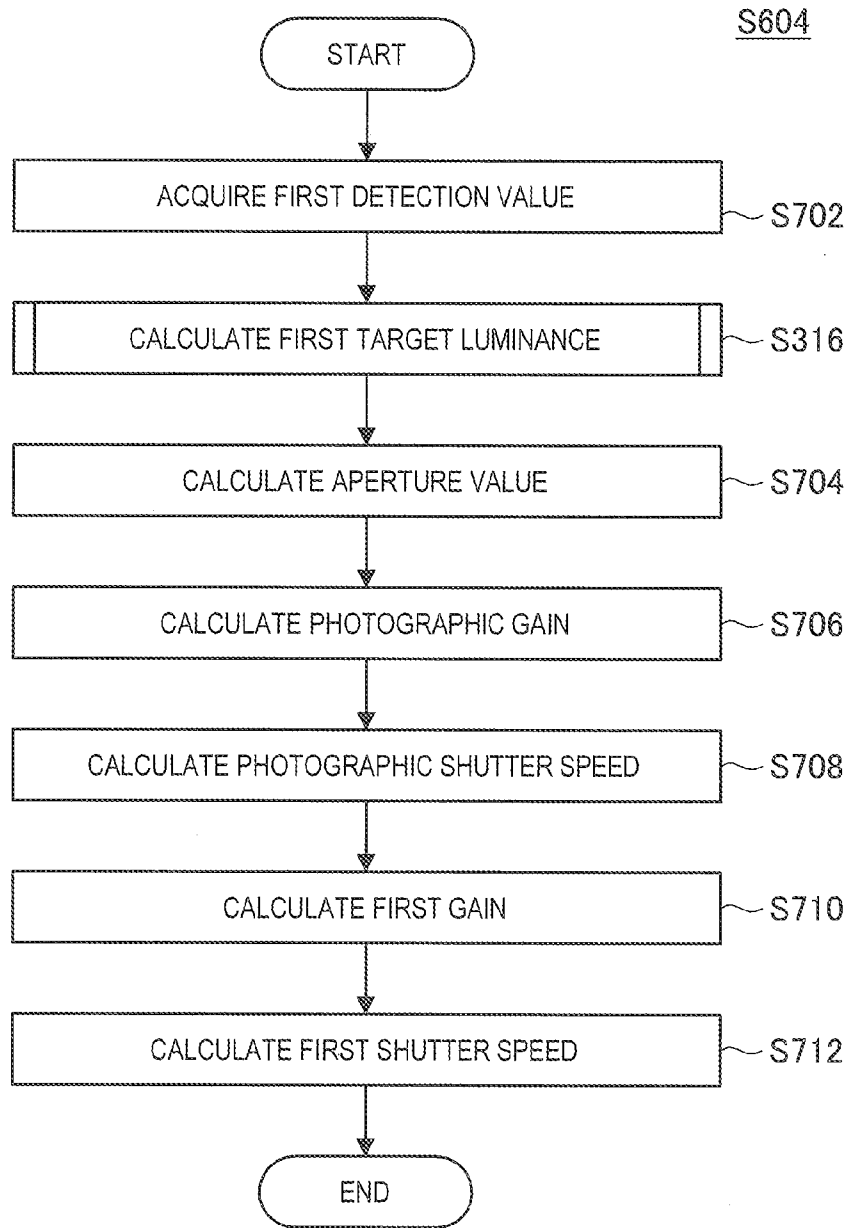 S604
START
ACQUIRE FIRST DETECTION VALUE
S702
CALCULATE FIRST TARGET LUMINANCE
S316
CALCULATE APERTURE VALUE
S704
CALCULATE PHOTOGRAPHIC GAIN
S706
CALCULATE PHOTOGRAPHIC SHUTTER SPEED
S708
CALCULATE FIRST GAIN
S710
CALCULATE FIRST SHUTTER SPEED
S712
END